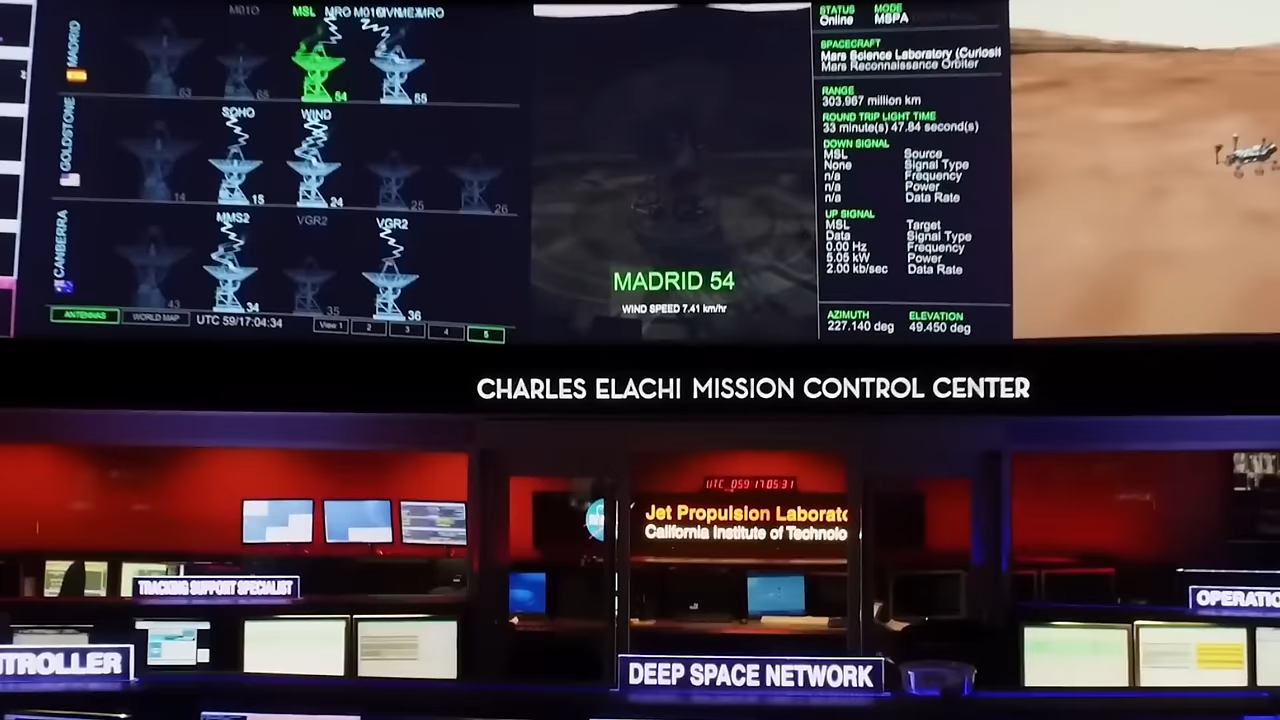 M01O MSL MRO M01O MVN MEX MRO
MADRID
63 65 54 55
SOHO WIND
GOLDSTONE
14 15 24 25 26
MMS2 VGR2 VGR2
CANBERRA
43 34 35 36
ANTENNAS WORLD MAP UTC 59/17:04:34 View 1 2 3 4 5
MADRID 54
WIND SPEED 7.41 km/hr
STATUS MODE
Online MSPA
SPACECRAFT
Mars Science Laboratory (Curiosit
Mars Reconnaissance Orbiter
RANGE
303.967 million km
ROUND TRIP LIGHT TIME
33 minute(s) 47.84 second(s)
DOWN SIGNAL
MSL Source
None Signal Type
n/a Frequency
n/a Power
n/a Data Rate
UP SIGNAL
MSL Target
Data Signal Type
0.00 Hz Frequency
5.05 kW Power
2.00 kb/sec Data Rate
AZIMUTH ELEVATION
227.140 deg 49.450 deg
CHARLES ELACHI MISSION CONTROL CENTER
UTC 059:17:05:31
Jet Propulsion Laborato
California Institute of Technolo
TRACKING SUPPORT SPECIALIST
OPERATIO
NTROLLER
DEEP SPACE NETWORK